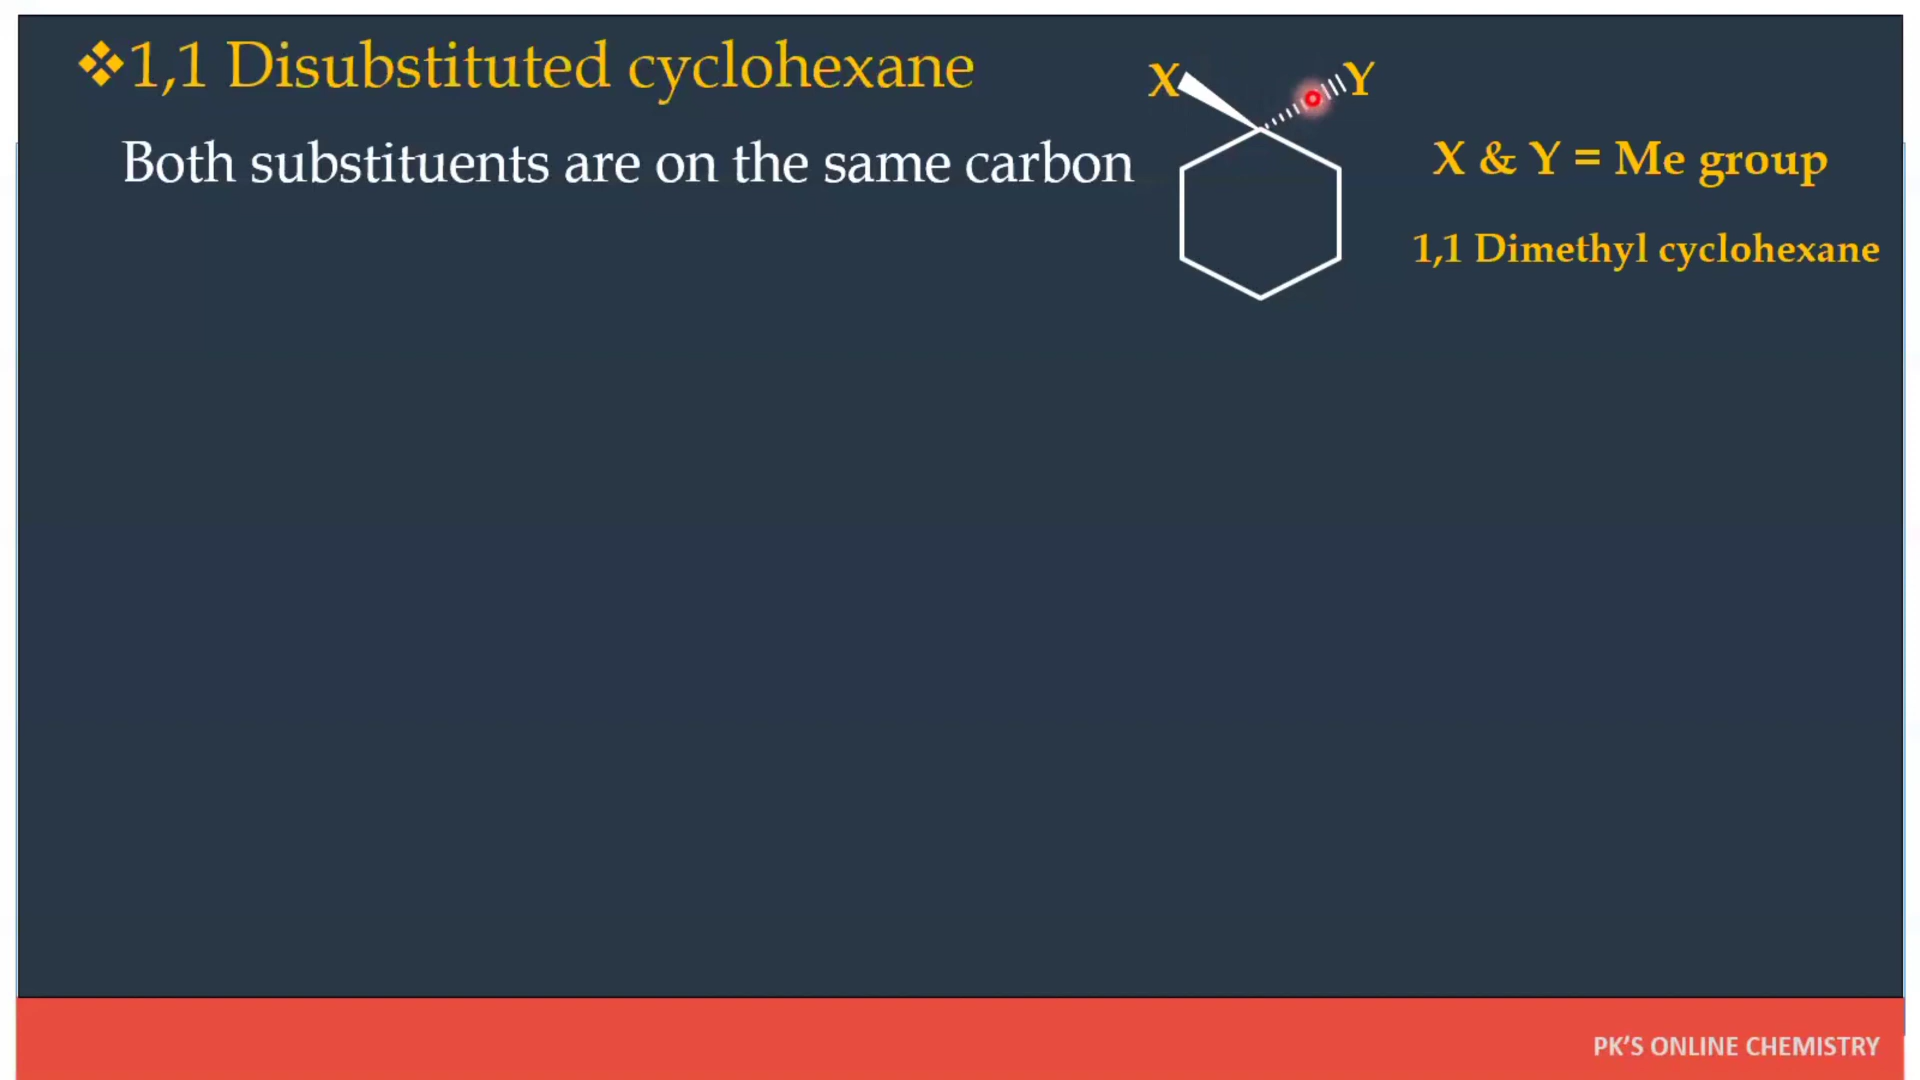 ❖1,1 Disubstituted cyclohexane
Both substituents are on the same carbon
X Y
X & Y = Me group
1,1 Dimethyl cyclohexane
PK'S ONLINE CHEMISTRY